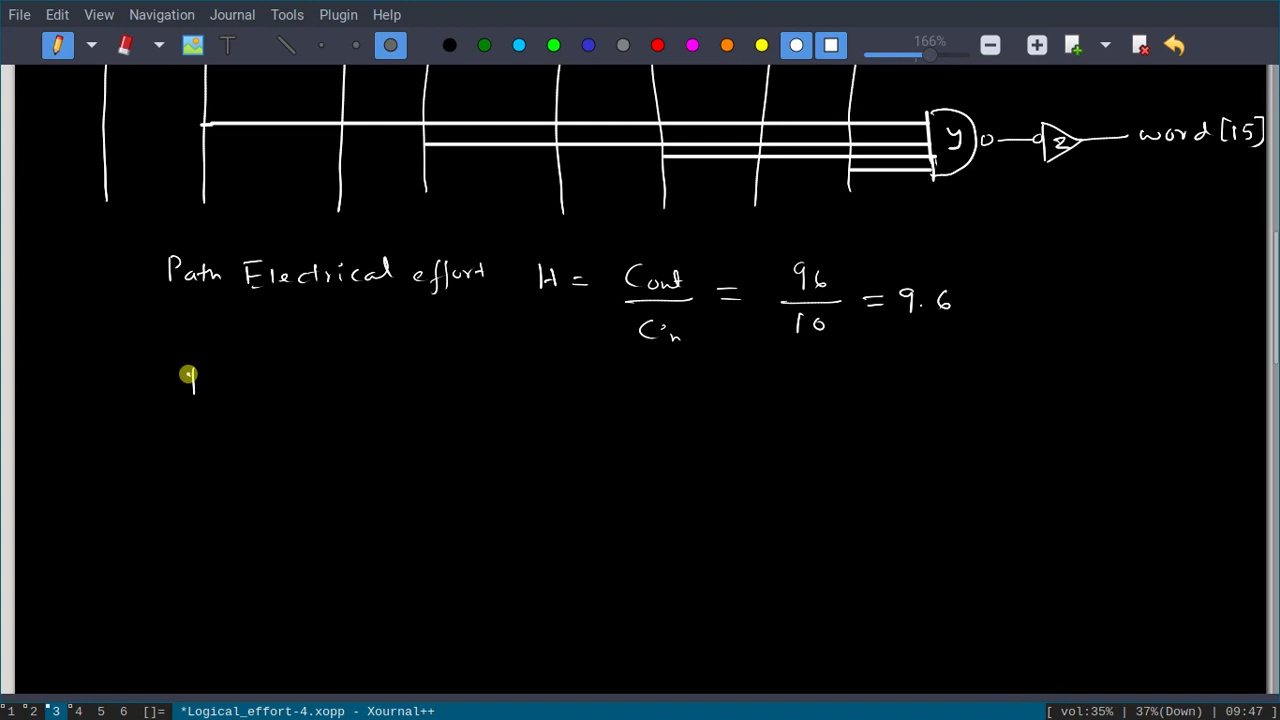 File Edit View Navigation Journal Tools Plugin Help
T 166%
y z word [15]
Path Electrical effort H = Cout / Cin = 96 / 10 = 9.6
1 2 3 4 5 6 []= *Logical_effort-4.xopp - Xournal++ [ vol:35% | 37%(Down) | 09:47 ]